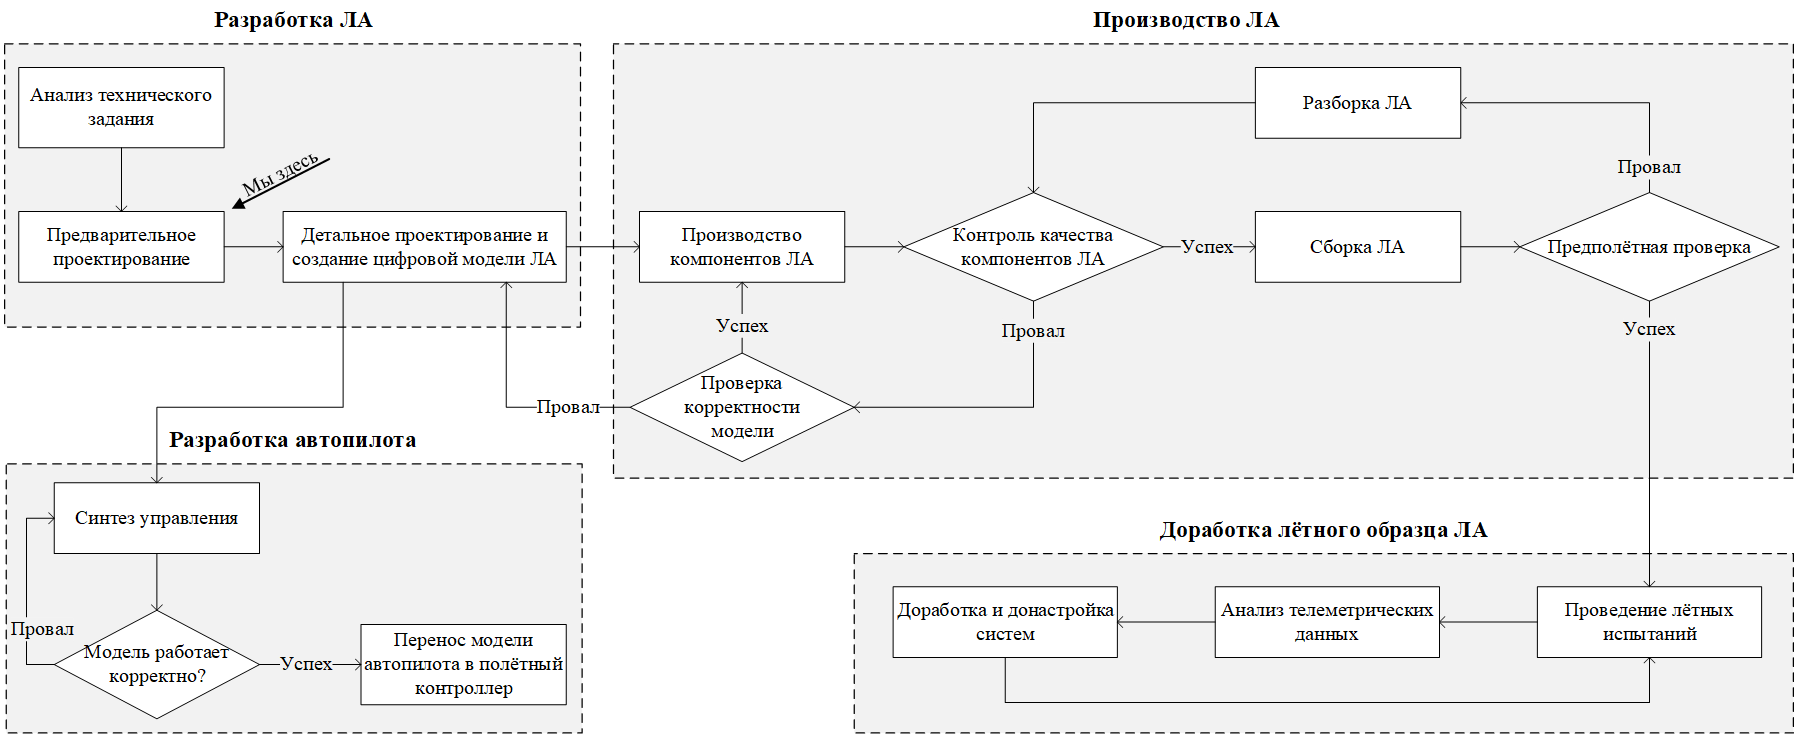 Разработка ЛА
Анализ технического
задания
Мы здесь
Предварительное
проектирование
Детальное проектирование и
создание цифровой модели ЛА
Производство ЛА
Разборка ЛА
Провал
Производство
компонентов ЛА
Контроль качества
компонентов ЛА
Успех
Сборка ЛА
Предполётная проверка
Успех
Провал
Успех
Проверка
корректности
модели
Провал
Разработка автопилота
Синтез управления
Провал
Модель работает
корректно?
Успех
Перенос модели
автопилота в полётный
контроллер
Доработка лётного образца ЛА
Доработка и донастройка
систем
Анализ телеметрических
данных
Проведение лётных
испытаний